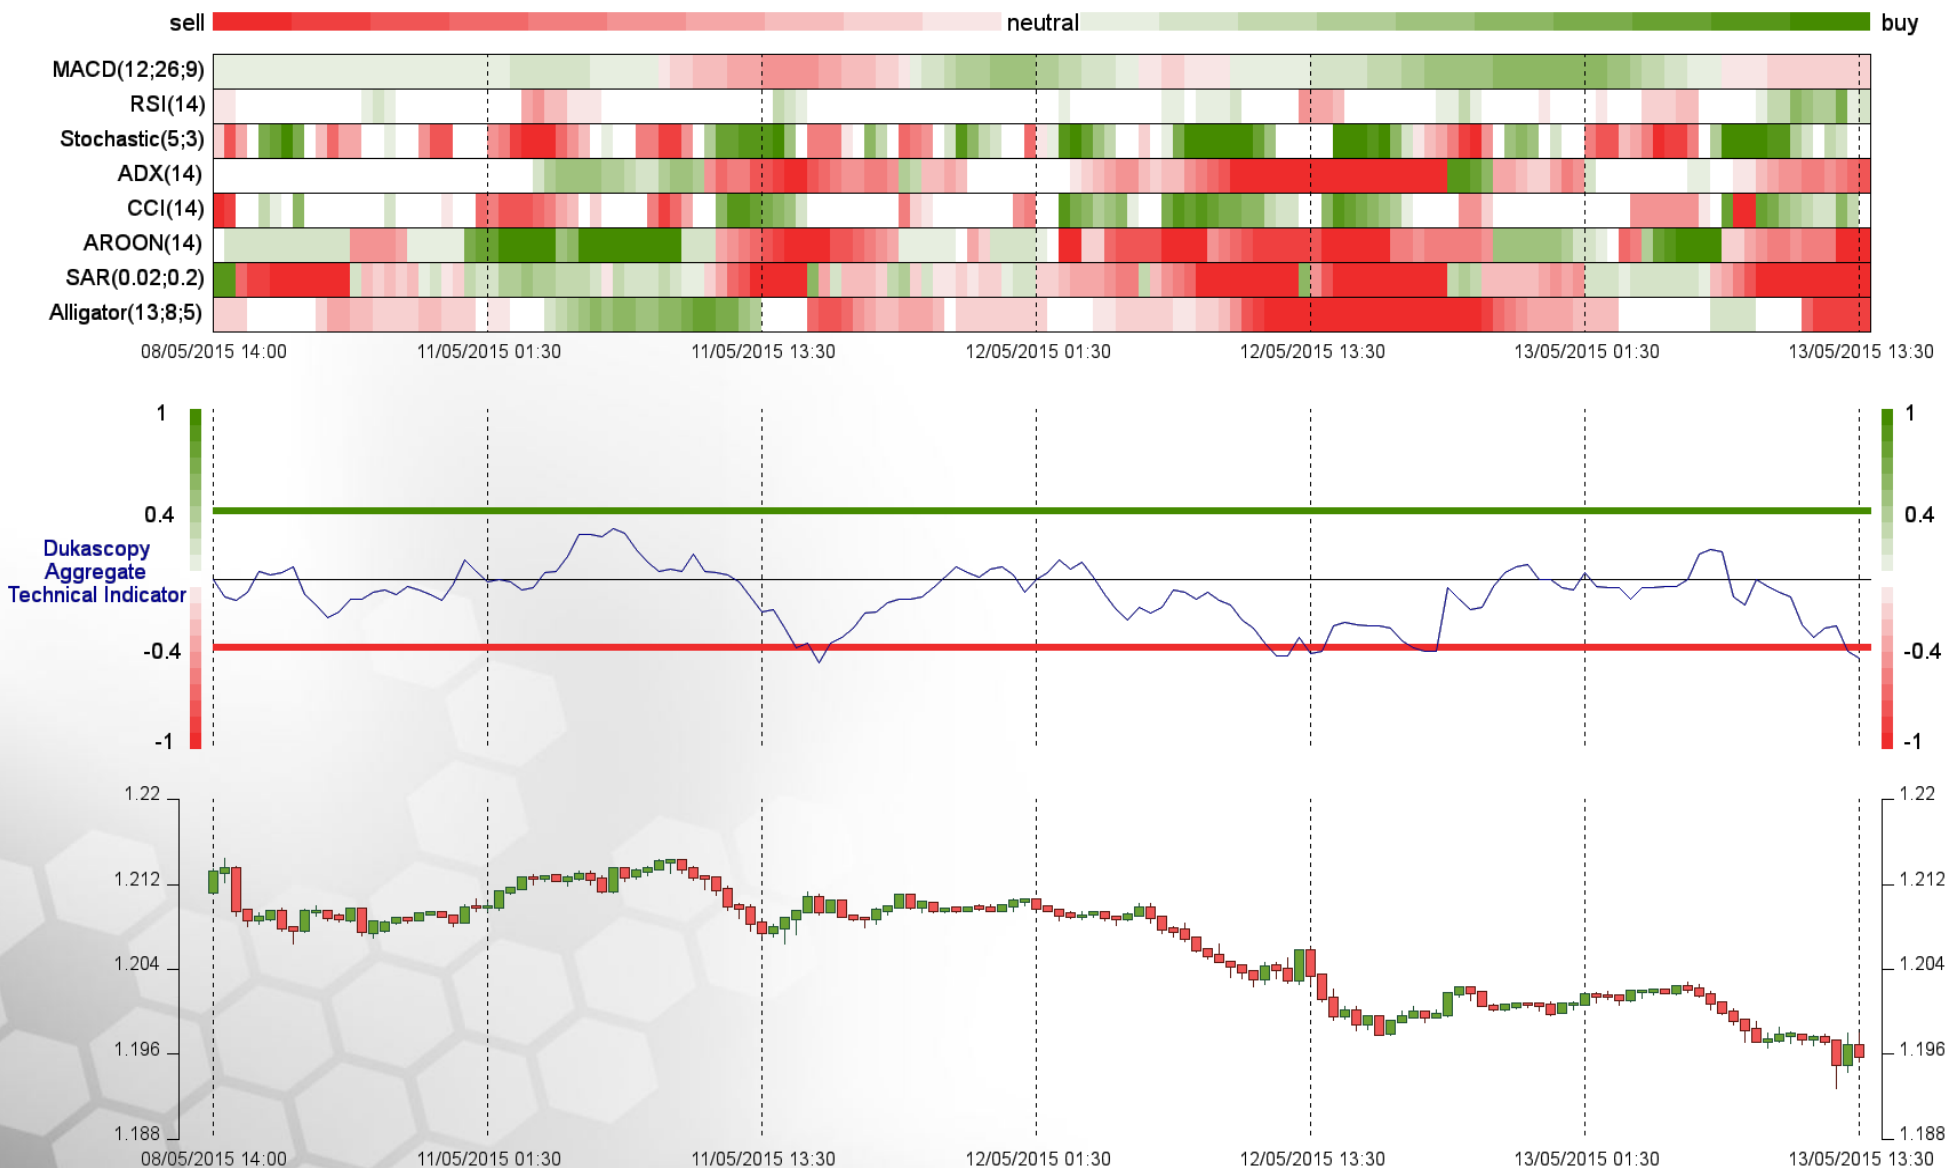 sell neutral buy
MACD(12;26;9)
RSI(14)
Stochastic(5;3)
ADX(14)
CCI(14)
AROON(14)
SAR(0.02;0.2)
Alligator(13;8;5)
08/05/2015 14:00 11/05/2015 01:30 11/05/2015 13:30 12/05/2015 01:30 12/05/2015 13:30 13/05/2015 01:30 13/05/2015 13:30
1 1
0.4 0.4
Dukascopy
Aggregate
Technical Indicator
-0.4 -0.4
-1 -1
1.22 1.22
1.212 1.212
1.204 1.204
1.196 1.196
1.188 1.188
08/05/2015 14:00 11/05/2015 01:30 11/05/2015 13:30 12/05/2015 01:30 12/05/2015 13:30 13/05/2015 01:30 13/05/2015 13:30